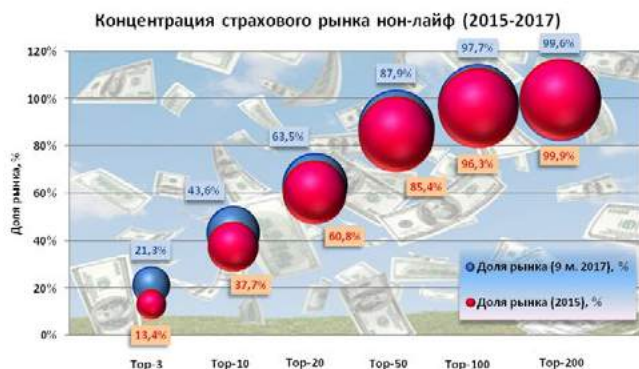 Концентрация страхового рынка нон-лайф (2015-2017)
Доля рынка, %
120%
100%
80%
60%
40%
20%
0%
21,3%
43,6%
63,5%
87,9%
97,7%
99,6%
13,4%
37,7%
60,8%
85,4%
96,3%
99,9%
Доля рынка (9 м. 2017), %
Доля рынка (2015), %
Top-3
Top-10
Top-20
Top-50
Top-100
Top-200